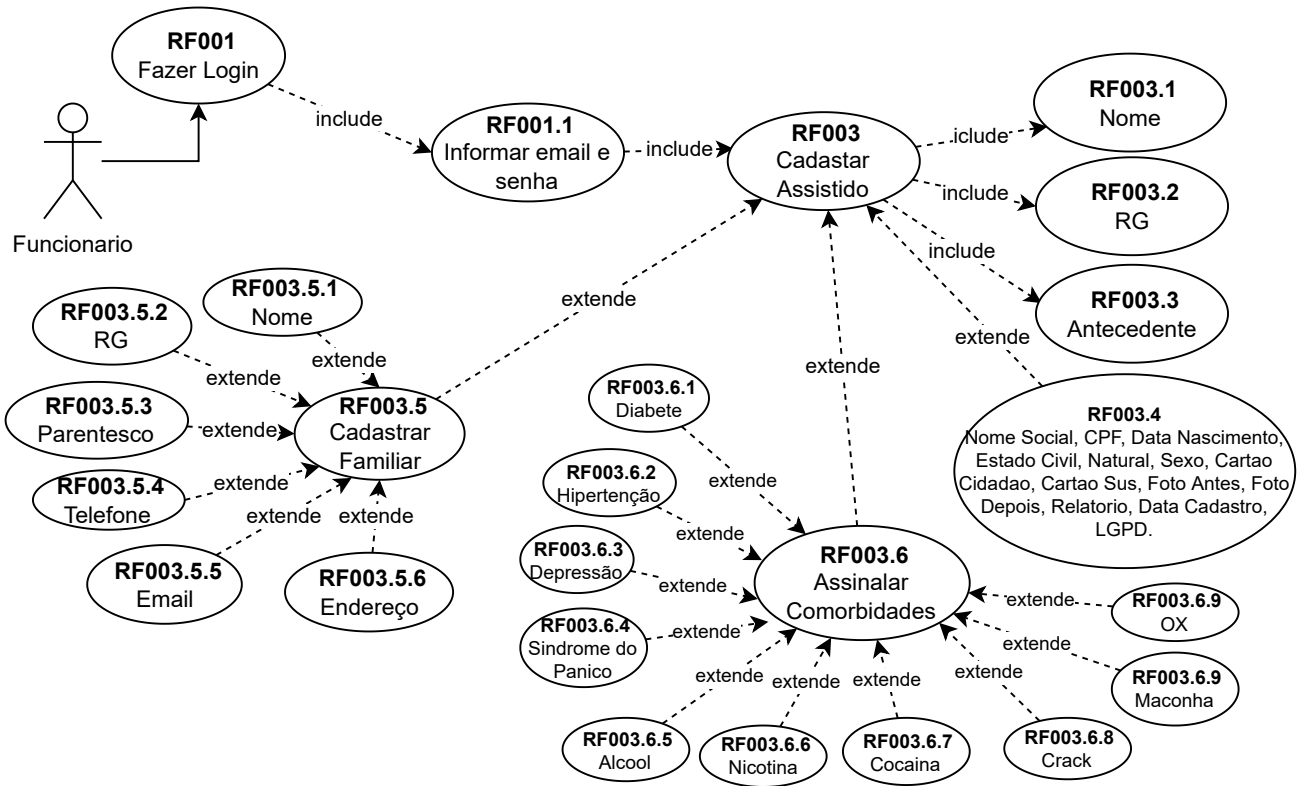 RF001
Fazer Login
Funcionario
include
RF001.1
Informar email e
senha
include
RF003
Cadastar
Assistido
iclude
RF003.1
Nome
include
RF003.2
RG
include
RF003.3
Antecedente
extende
RF003.4
Nome Social, CPF, Data Nascimento,
Estado Civil, Natural, Sexo, Cartao
Cidadao, Cartao Sus, Foto Antes, Foto
Depois, Relatorio, Data Cadastro,
LGPD.
extende
RF003.5
Cadastrar
Familiar
RF003.5.1
Nome
extende
RF003.5.2
RG
extende
RF003.5.3
Parentesco
extende
RF003.5.4
Telefone
extende
RF003.5.5
Email
extende
RF003.5.6
Endereço
extende
extende
RF003.6
Assinalar
Comorbidades
RF003.6.1
Diabete
extende
RF003.6.2
Hipertenção
extende
RF003.6.3
Depressão
extende
RF003.6.4
Sindrome do
Panico
extende
RF003.6.5
Alcool
extende
RF003.6.6
Nicotina
extende
RF003.6.7
Cocaina
extende
RF003.6.8
Crack
extende
RF003.6.9
Maconha
extende
RF003.6.9
OX
extende